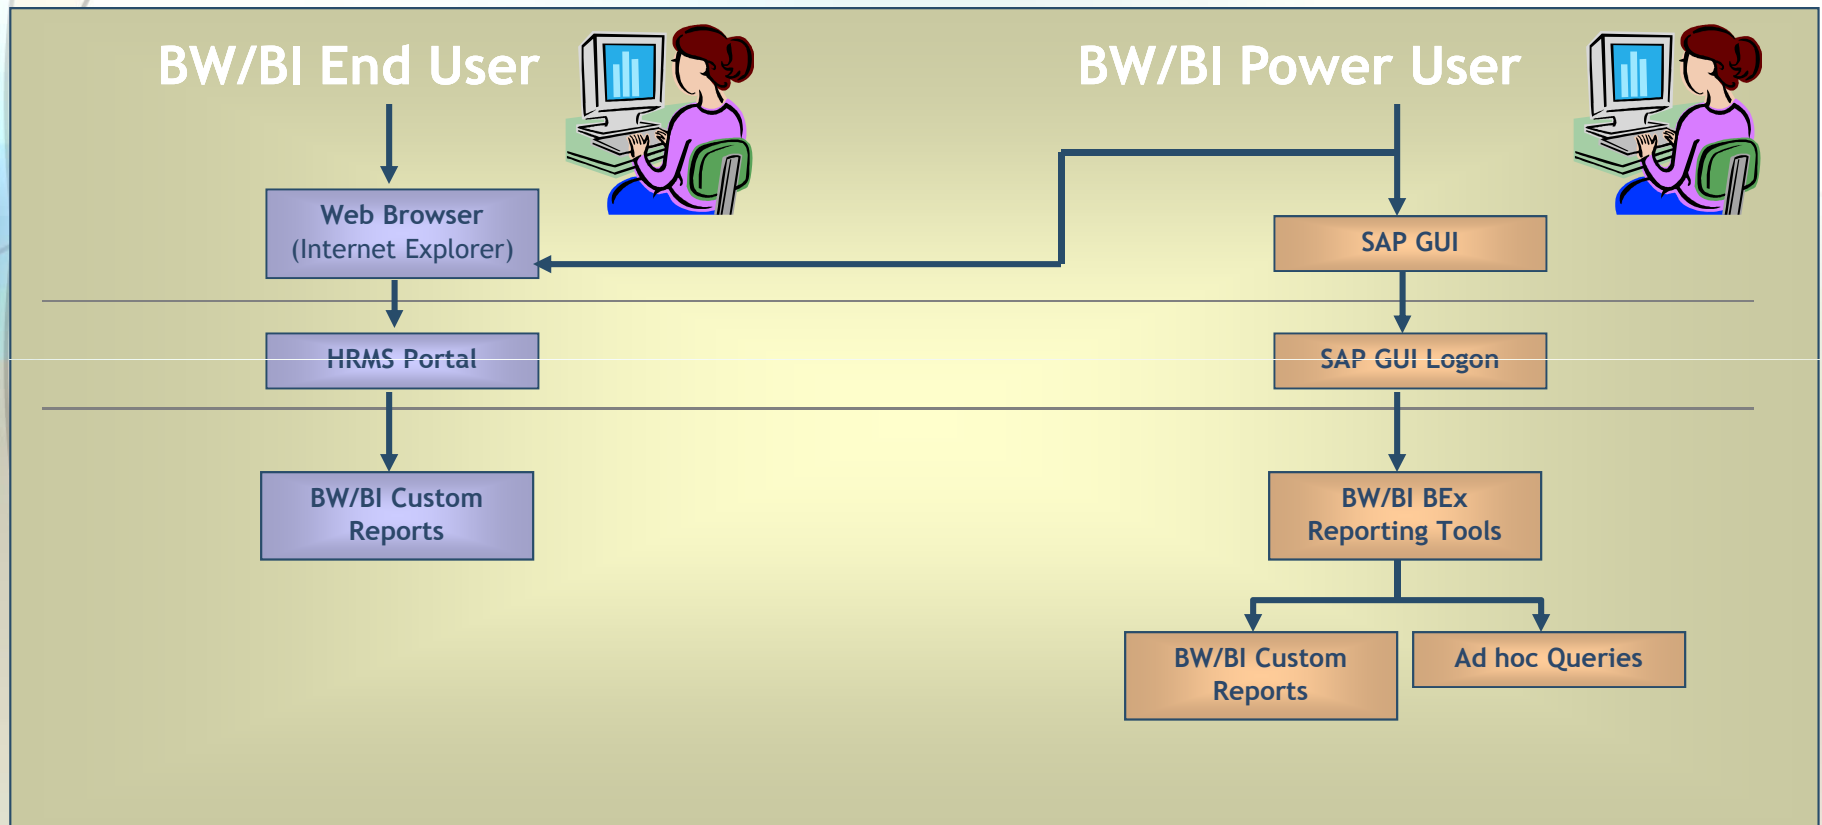 BW/BI End User
BW/BI Power User
Web Browser
(Internet Explorer)
SAP GUI
HRMS Portal
SAP GUI Logon
BW/BI Custom
Reports
BW/BI BEx
Reporting Tools
BW/BI Custom
Reports
Ad hoc Queries